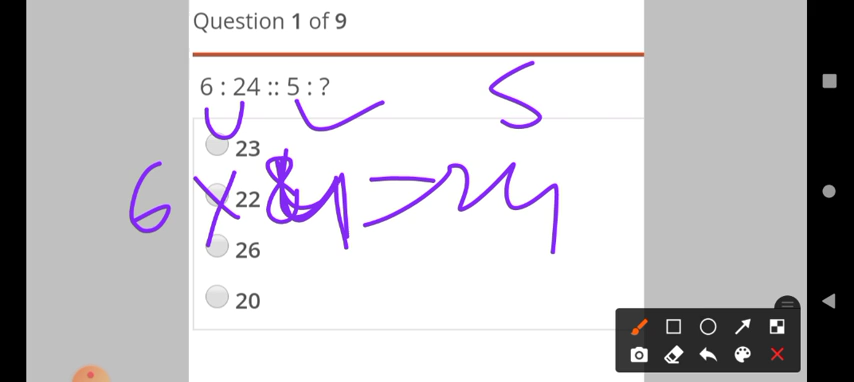 Question 1 of 9
6 : 24 :: 5 : ?
5
23
22
6 × 4 = 24
26
20